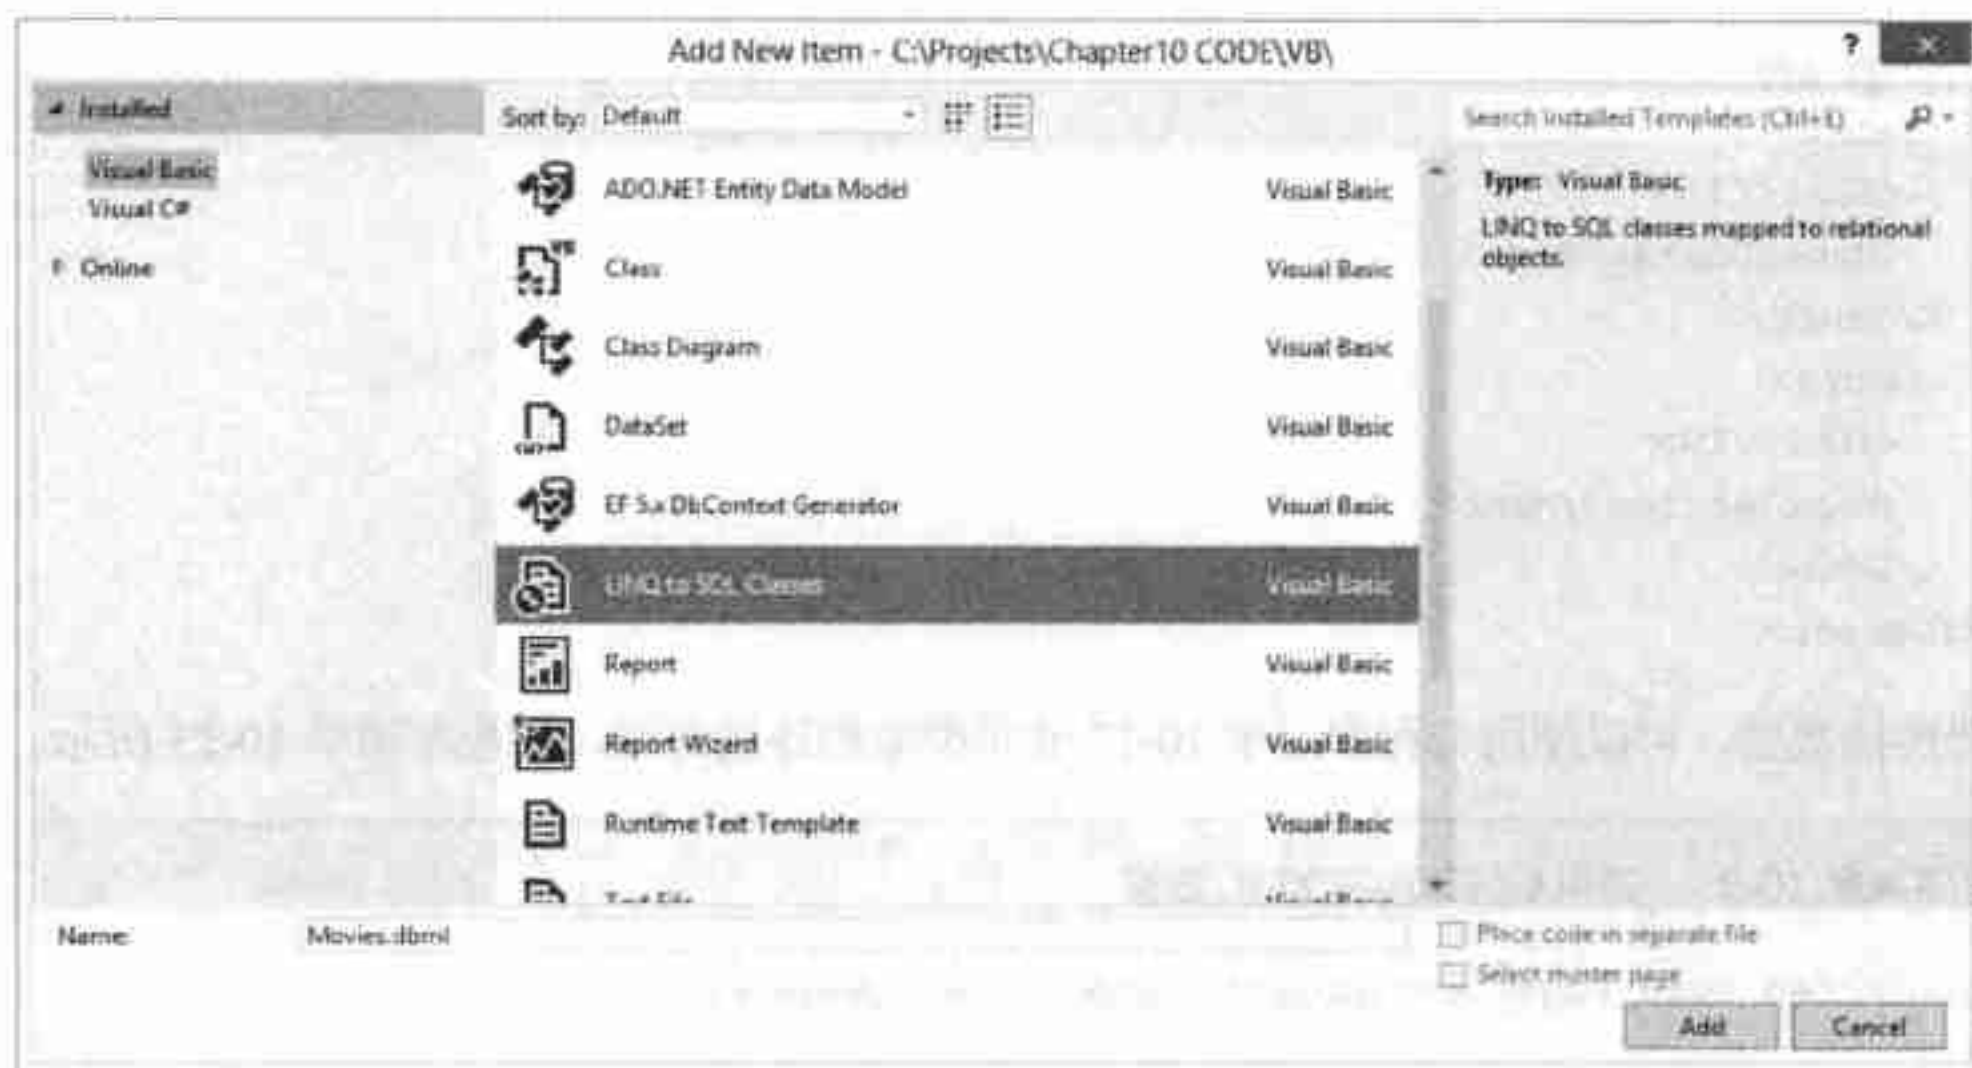 Add New Item - C:\Projects\Chapter10 CODE\VB\
?
Installed
Sort by: Default
Search Installed Templates (Ctrl+E)
Visual Basic
Visual C#
Online
ADO.NET Entity Data Model Visual Basic
Class Visual Basic
Class Diagram Visual Basic
DataSet Visual Basic
EF 5.x DbContext Generator Visual Basic
LINQ to SQL Classes Visual Basic
Report Visual Basic
Report Wizard Visual Basic
Runtime Text Template Visual Basic
Text File Visual Basic
Type: Visual Basic
LINQ to SQL classes mapped to relational
objects.
Name: Movies.dbml
Place code in separate file
Select master page
Add Cancel